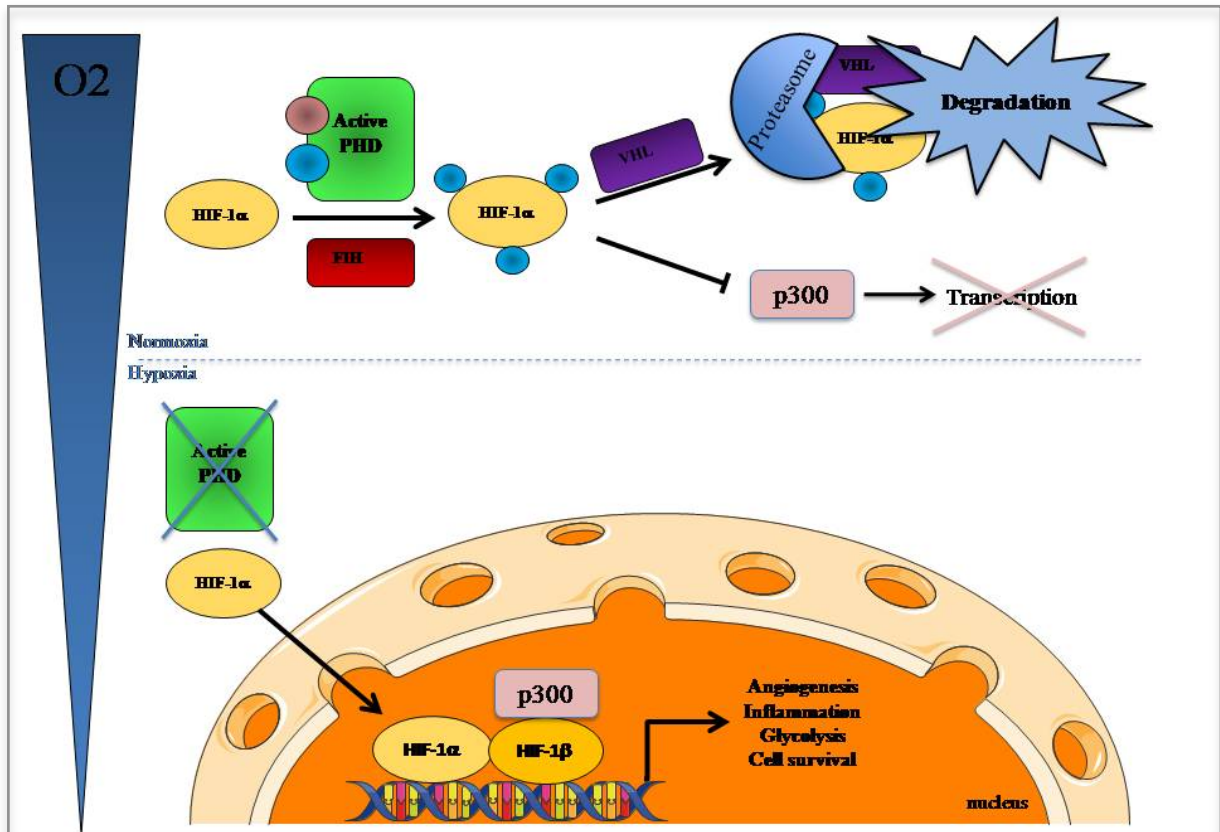 O2
Active
PHD
VHL
Proteasome
VHL
Degradation
HIF-1α
HIF-1α
HIF-1α
FIH
p300
Transcription
Normoxia
Hypoxia
Active
PHD
HIF-1α
p300
HIF-1α
HIF-1β
Angiogenesis
Inflammation
Glycolysis
Cell survival
nucleus